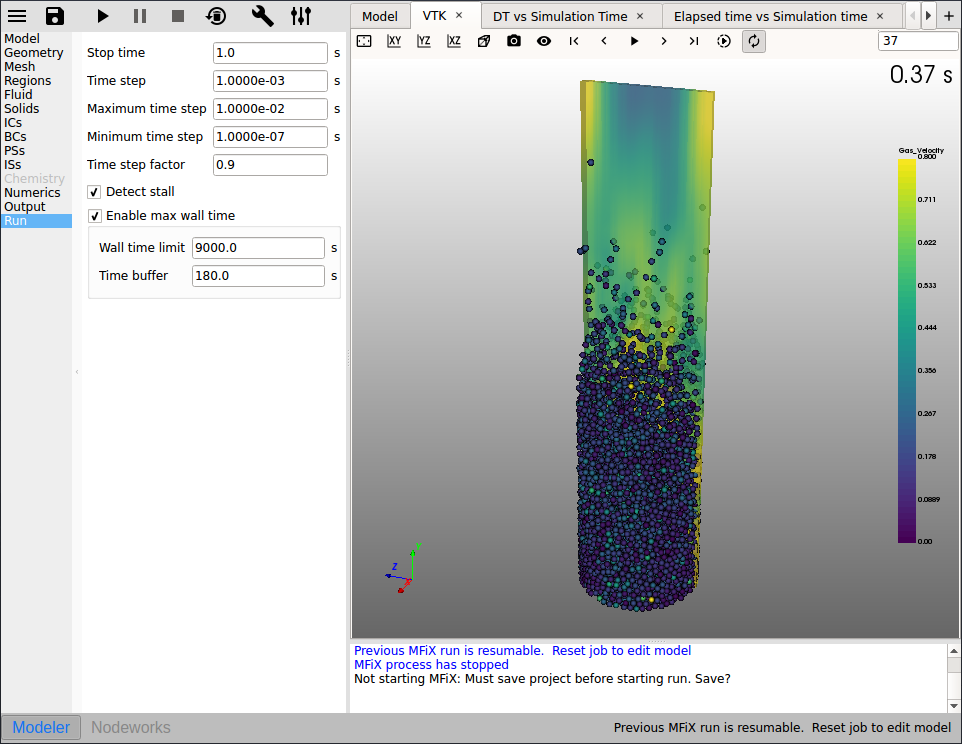 Model
VTK ×
DT vs Simulation Time ×
Elapsed time vs Simulation time ×
+
Model
Geometry
Mesh
Regions
Fluid
Solids
ICs
BCs
PSs
ISs
Chemistry
Numerics
Output
Run
Stop time 1.0 s
Time step 1.0000e-03 s
Maximum time step 1.0000e-02 s
Minimum time step 1.0000e-07 s
Time step factor 0.9
Detect stall
Enable max wall time
Wall time limit 9000.0 s
Time buffer 180.0 s
XY YZ XZ 37
0.37 s
Gas_Velocity
0.800
0.711
0.622
0.533
0.444
0.356
0.267
0.178
0.0889
0.00
Y
Z
Previous MFiX run is resumable.  Reset job to edit model
MFiX process has stopped
Not starting MFiX: Must save project before starting run. Save?
Modeler Nodeworks Previous MFiX run is resumable.  Reset job to edit model